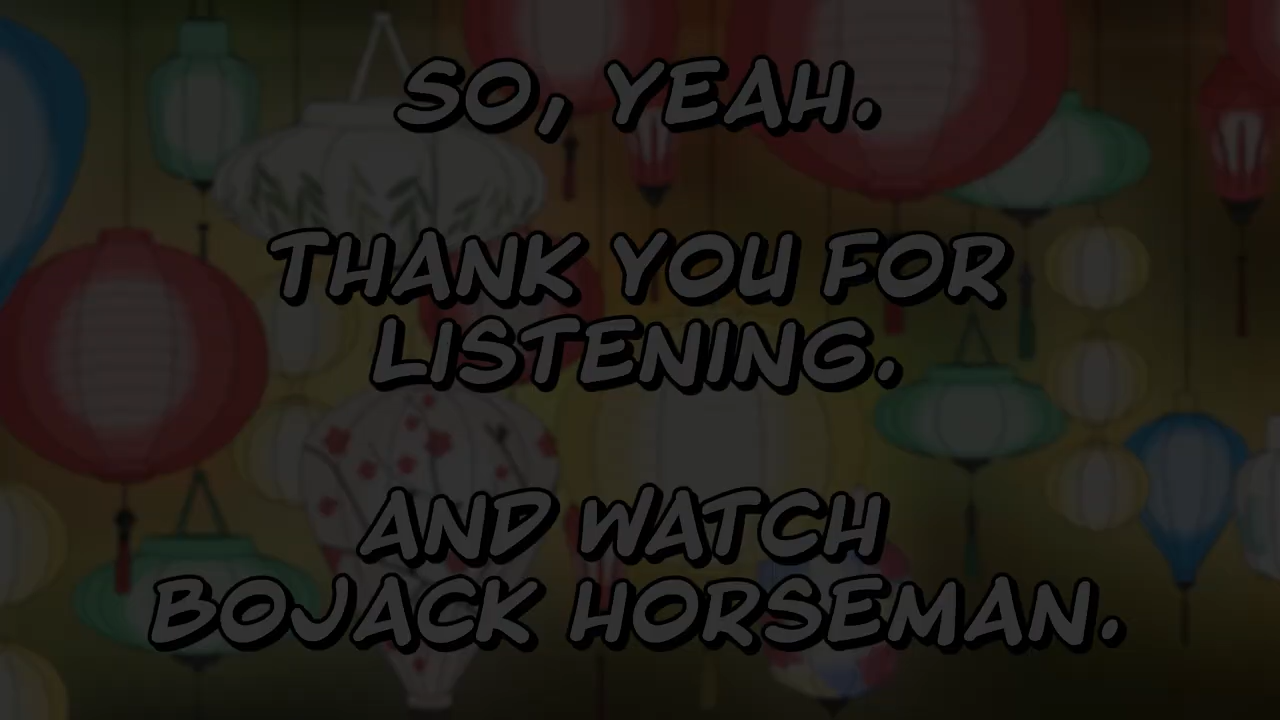 SO, YEAH.
THANK YOU FOR
LISTENING.
AND WATCH
BOJACK HORSEMAN.